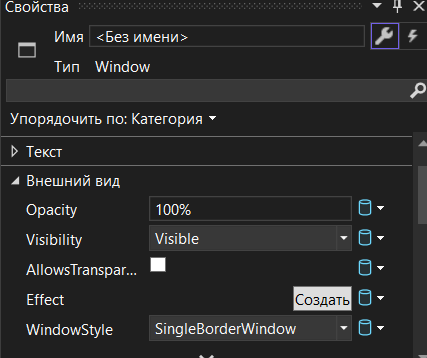 Свойства
Имя <Без имени>
Тип Window
Упорядочить по: Категория
Текст
Внешний вид
Opacity 100%
Visibility Visible
AllowsTranspar...
Effect Создать
WindowStyle SingleBorderWindow